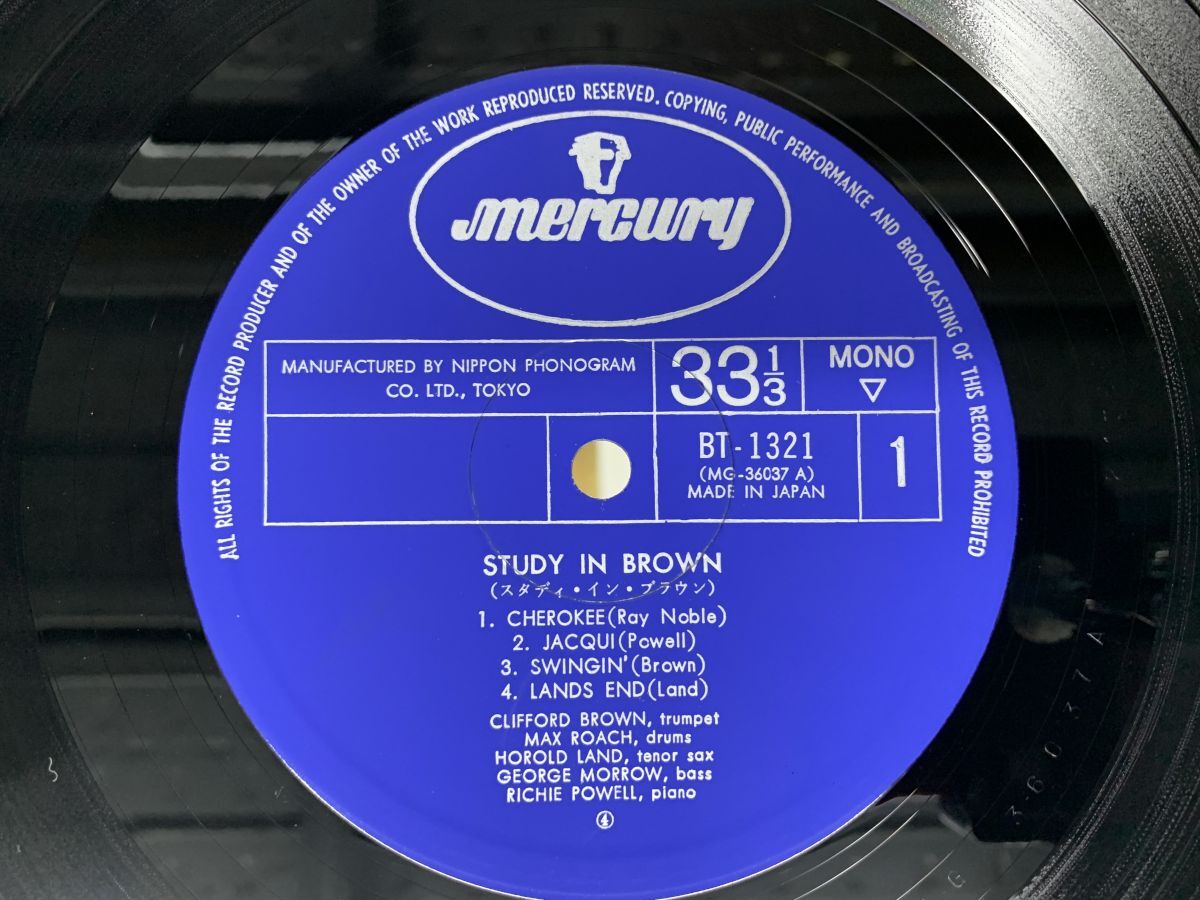 ALL RIGHTS OF THE RECORD PRODUCER AND OF THE OWNER OF THE WORK REPRODUCED RESERVED. COPYING, PUBLIC PERFORMANCE AND BROADCASTING OF THIS RECORD PROHIBITED
mercury
MANUFACTURED BY NIPPON PHONOGRAM
CO. LTD., TOKYO
33 1/3
MONO
▽
BT-1321
(MG-36037 A)
MADE IN JAPAN
1
STUDY IN BROWN
(スタディ・イン・ブラウン)
1. CHEROKEE(Ray Noble)
2. JACQUI(Powell)
3. SWINGIN'(Brown)
4. LANDS END(Land)
CLIFFORD BROWN, trumpet
MAX ROACH, drums
HOROLD LAND, tenor sax
GEORGE MORROW, bass
RICHIE POWELL, piano
④
G 3-6037A